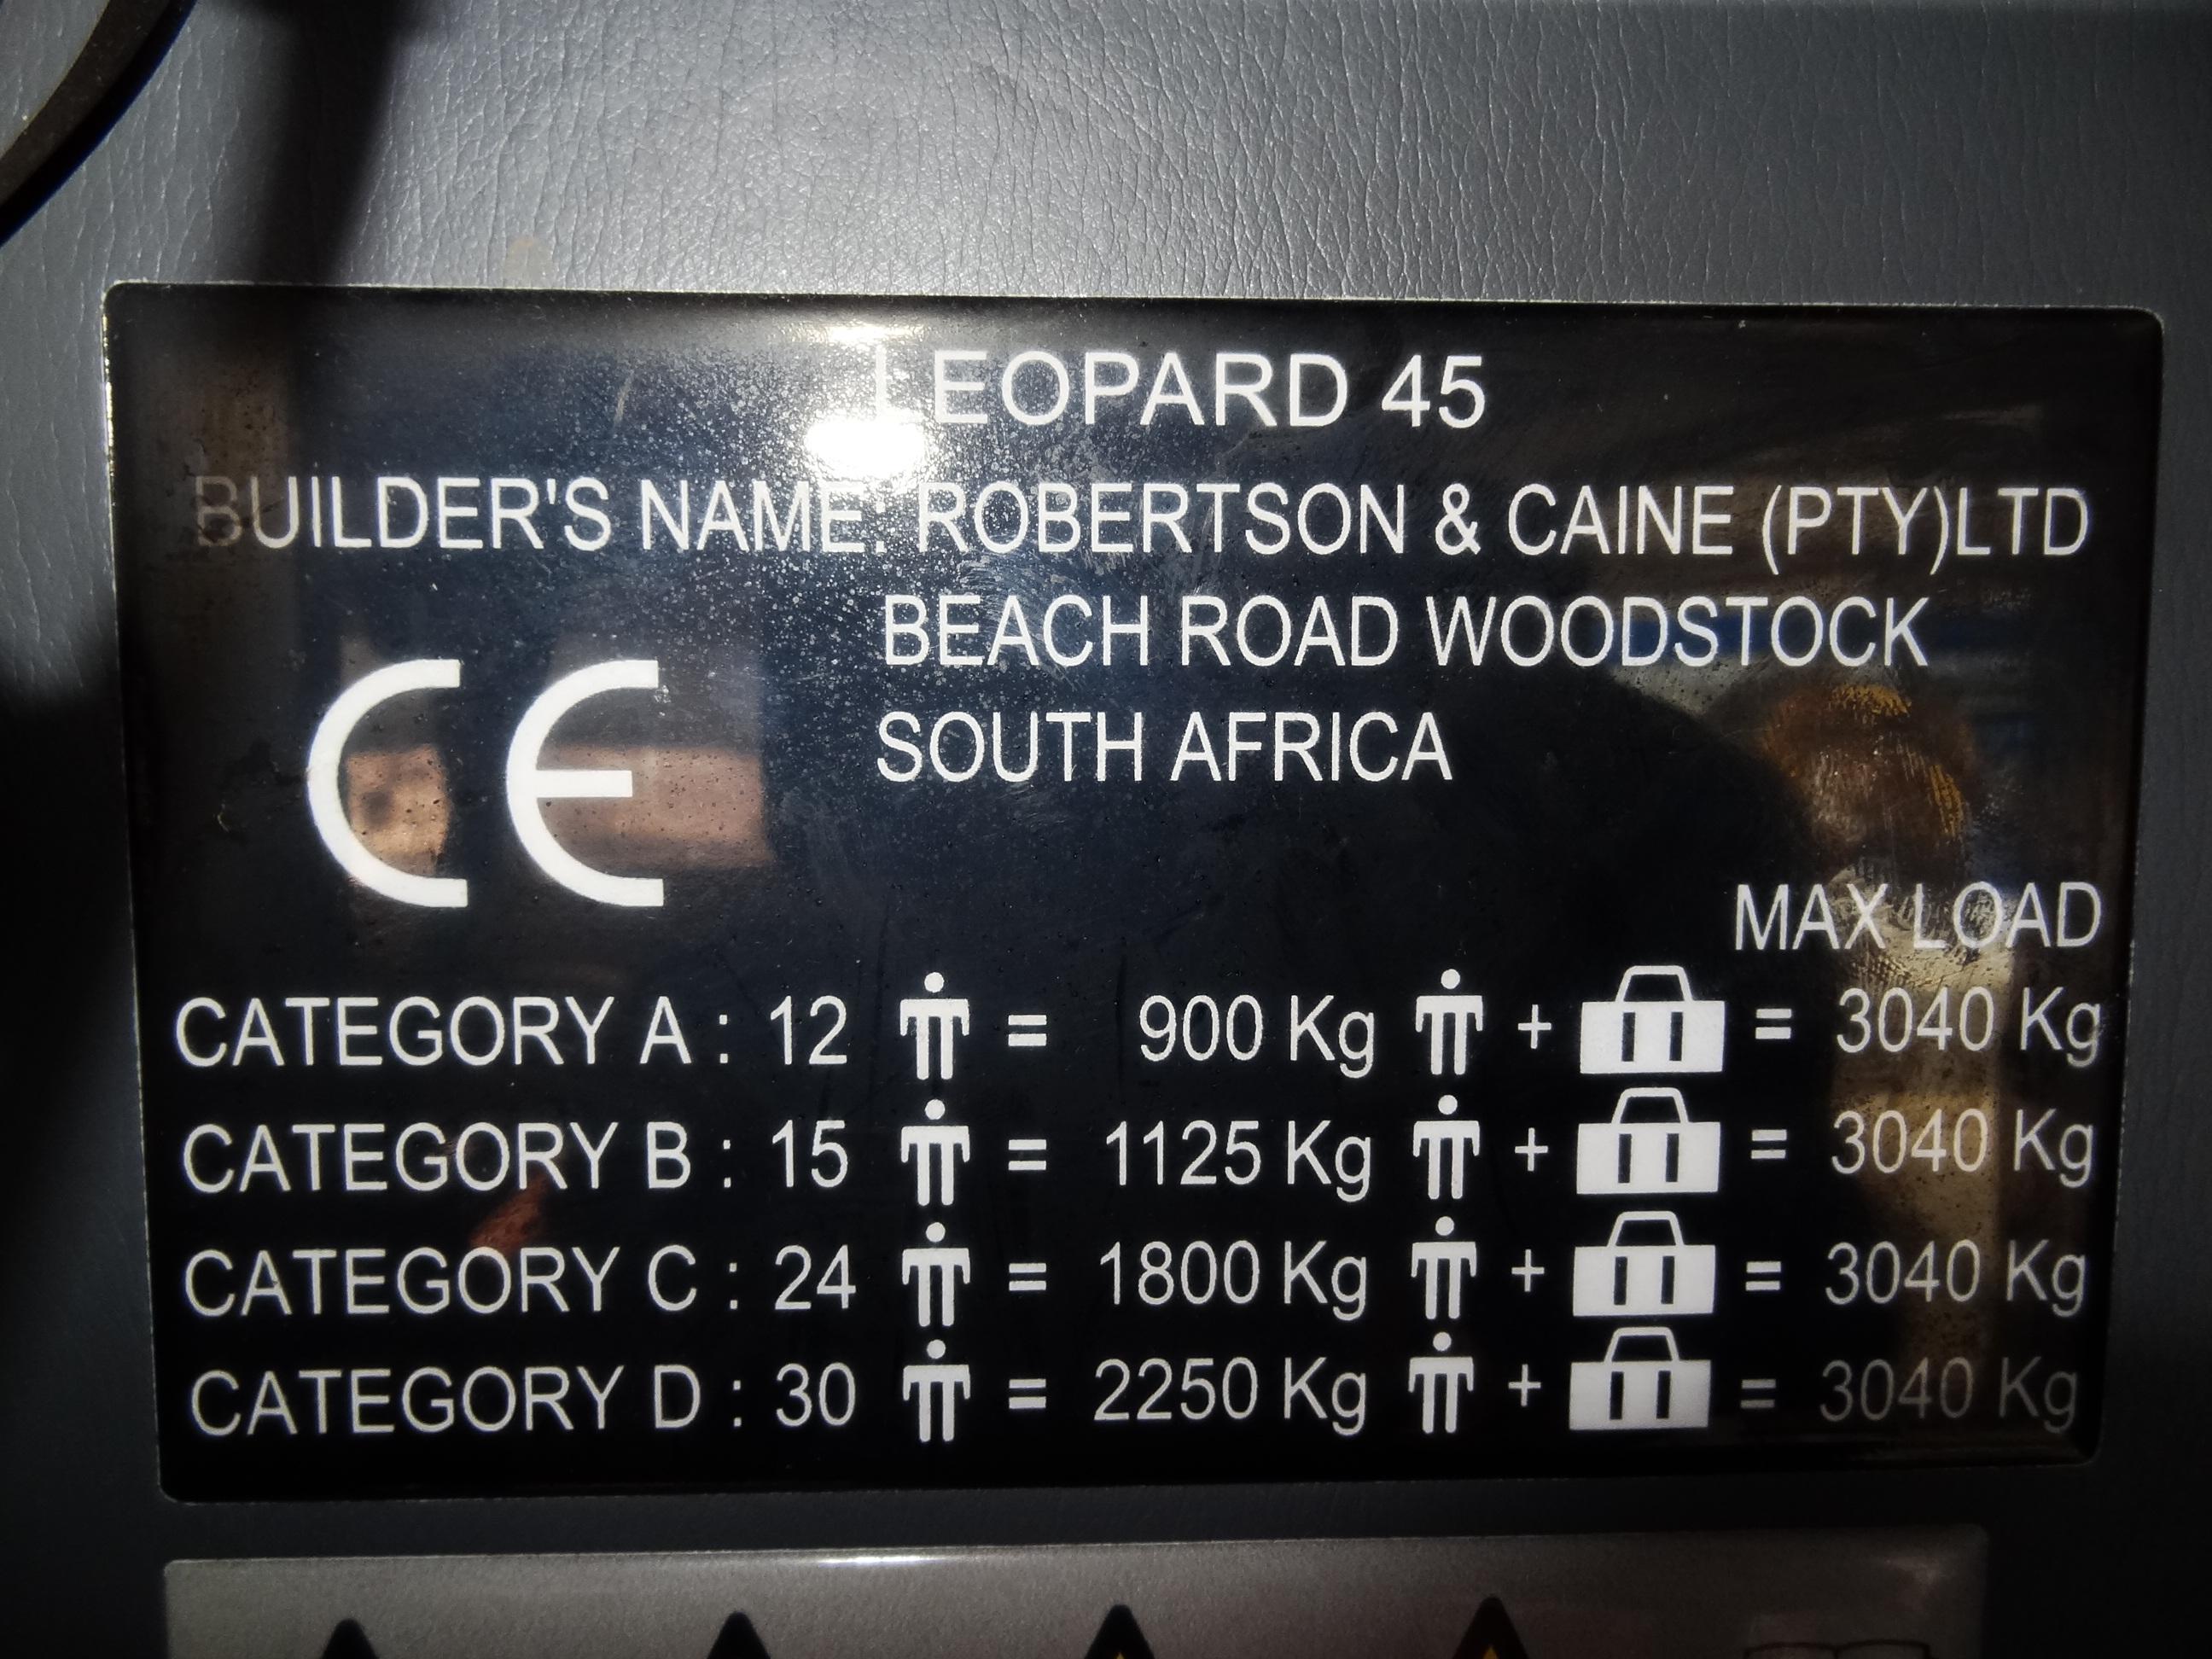 LEOPARD 45
BUILDER'S NAME: ROBERTSON & CAINE (PTY)LTD
BEACH ROAD WOODSTOCK
SOUTH AFRICA
CE
MAX LOAD
CATEGORY A : 12 = 900 Kg + = 3040 Kg
CATEGORY B : 15 = 1125 Kg + = 3040 Kg
CATEGORY C : 24 = 1800 Kg + = 3040 Kg
CATEGORY D : 30 = 2250 Kg + = 3040 Kg